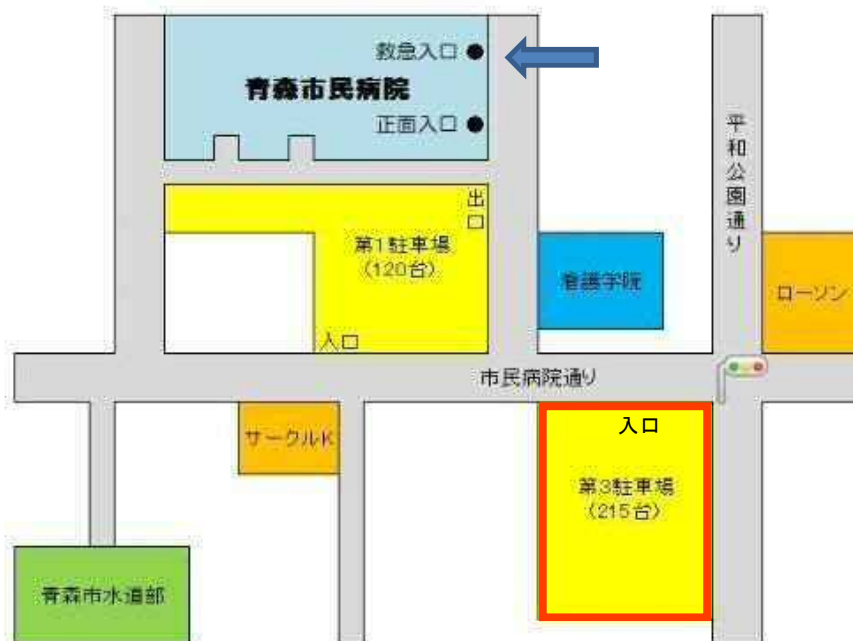 救急入口
青森市民病院
正面入口
平和公園通り
出口
第1駐車場
(120台)
看護学院
ローソン
入口
市民病院通り
入口
サークルK
第3駐車場
(215台)
青森市水道部